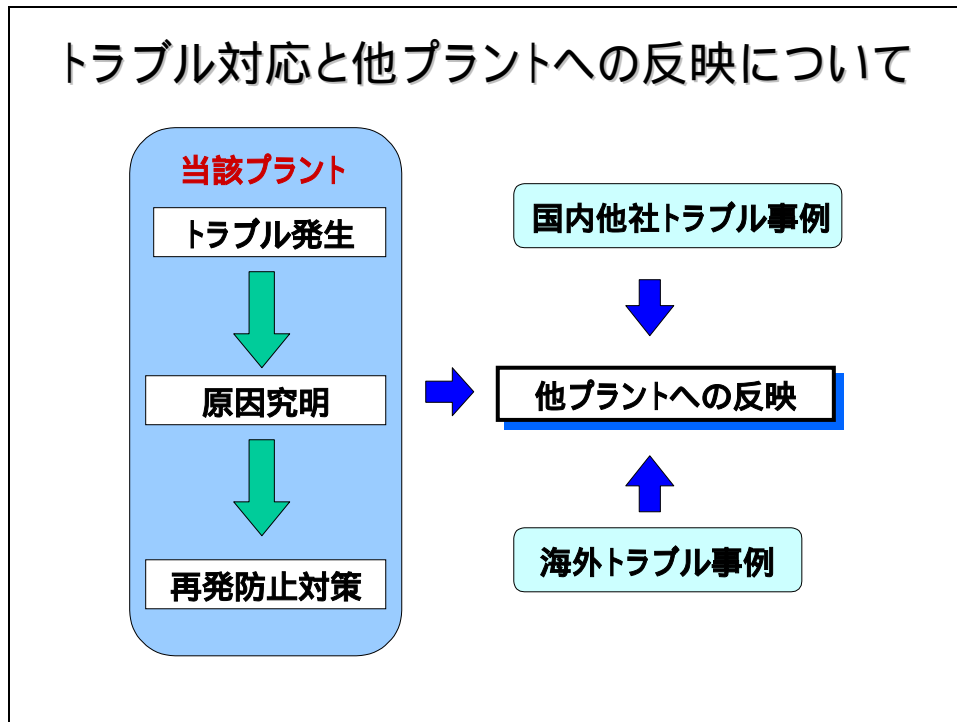 トラブル対応と他プラントへの反映について
当該プラント
トラブル発生
原因究明
再発防止対策
国内他社トラブル事例
他プラントへの反映
海外トラブル事例